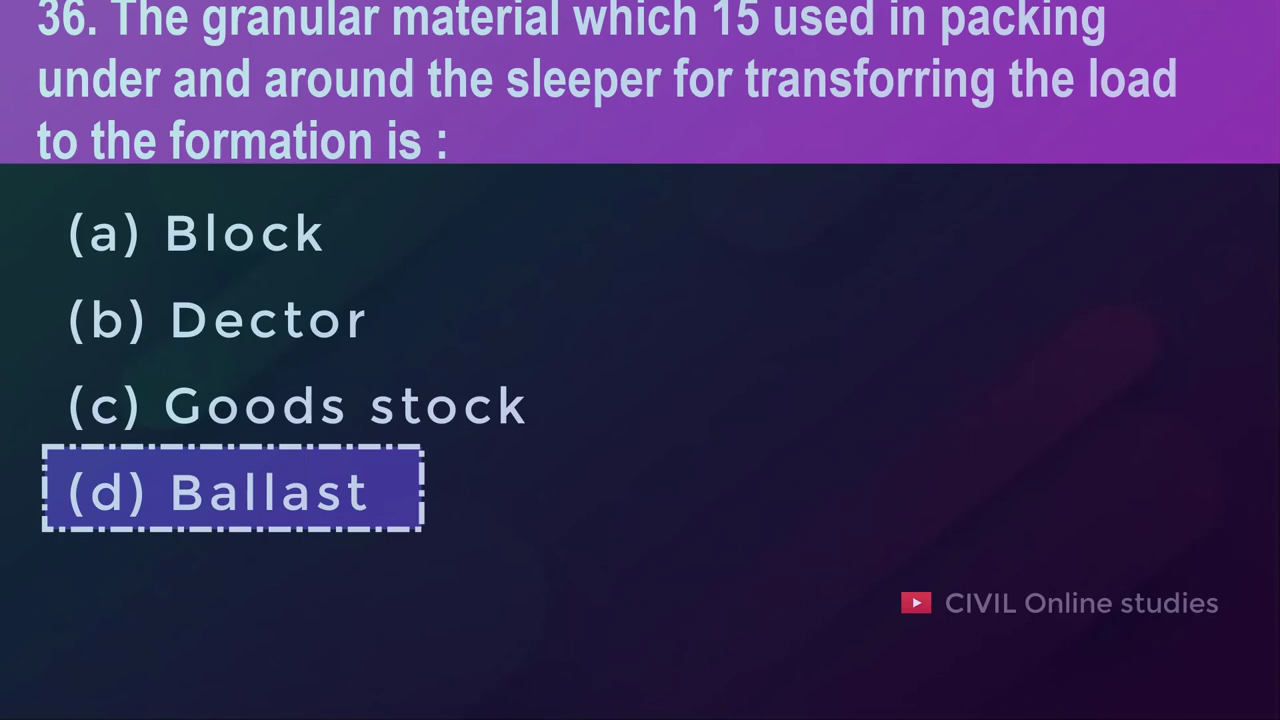 36. The granular material which 15 used in packing
under and around the sleeper for transforring the load
to the formation is :
(a) Block
(b) Dector
(c) Goods stock
(d) Ballast
CIVIL Online studies